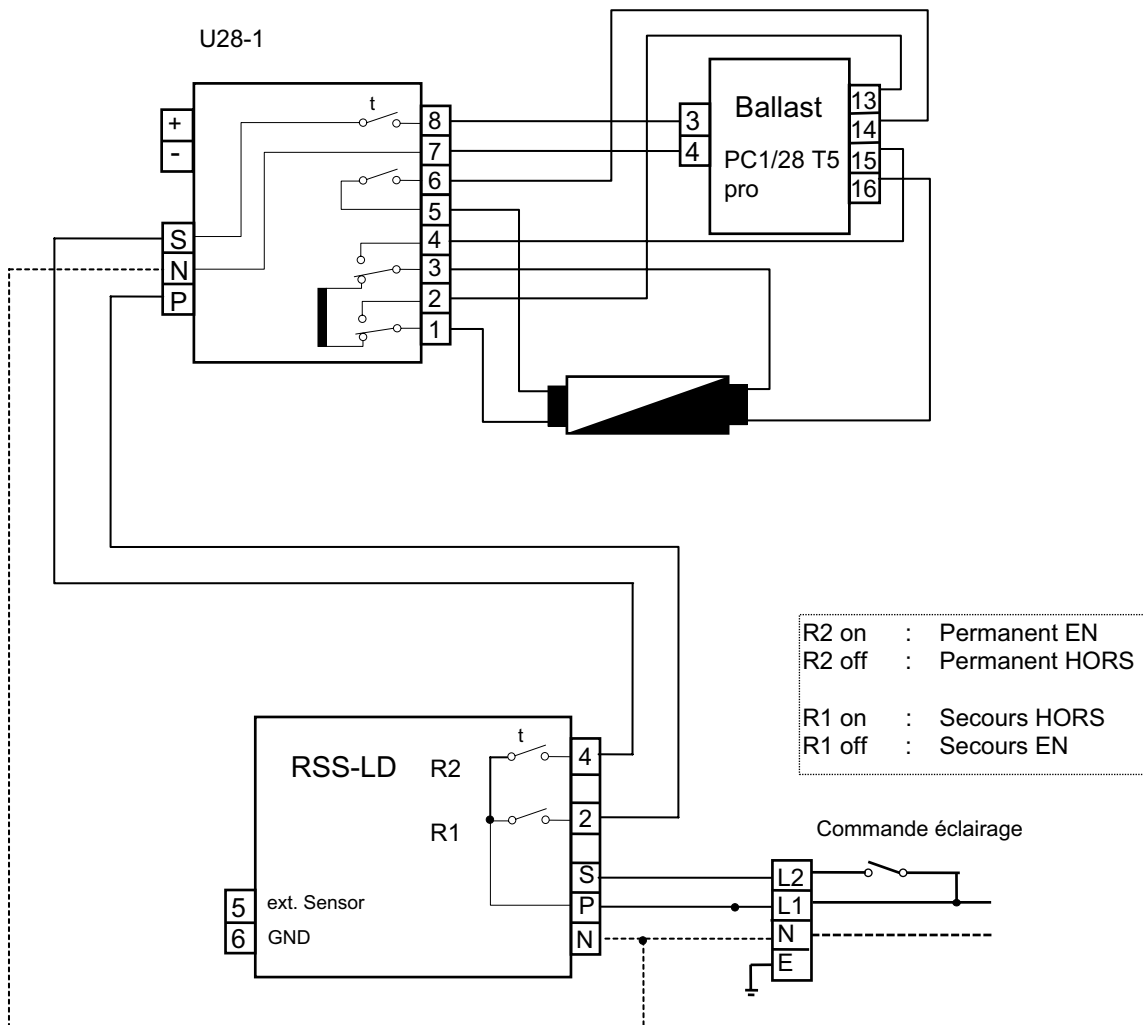 U28-1
+
-
S
N
P
t
8
7
6
5
4
3
2
1
3
4
Ballast
PC1/28 T5
pro
13
14
15
16
R2 on : Permanent EN
R2 off : Permanent HORS
R1 on : Secours HORS
R1 off : Secours EN
RSS-LD
t
R2
R1
4
2
S
P
N
5 ext. Sensor
6 GND
Commande éclairage
L2
L1
N
E